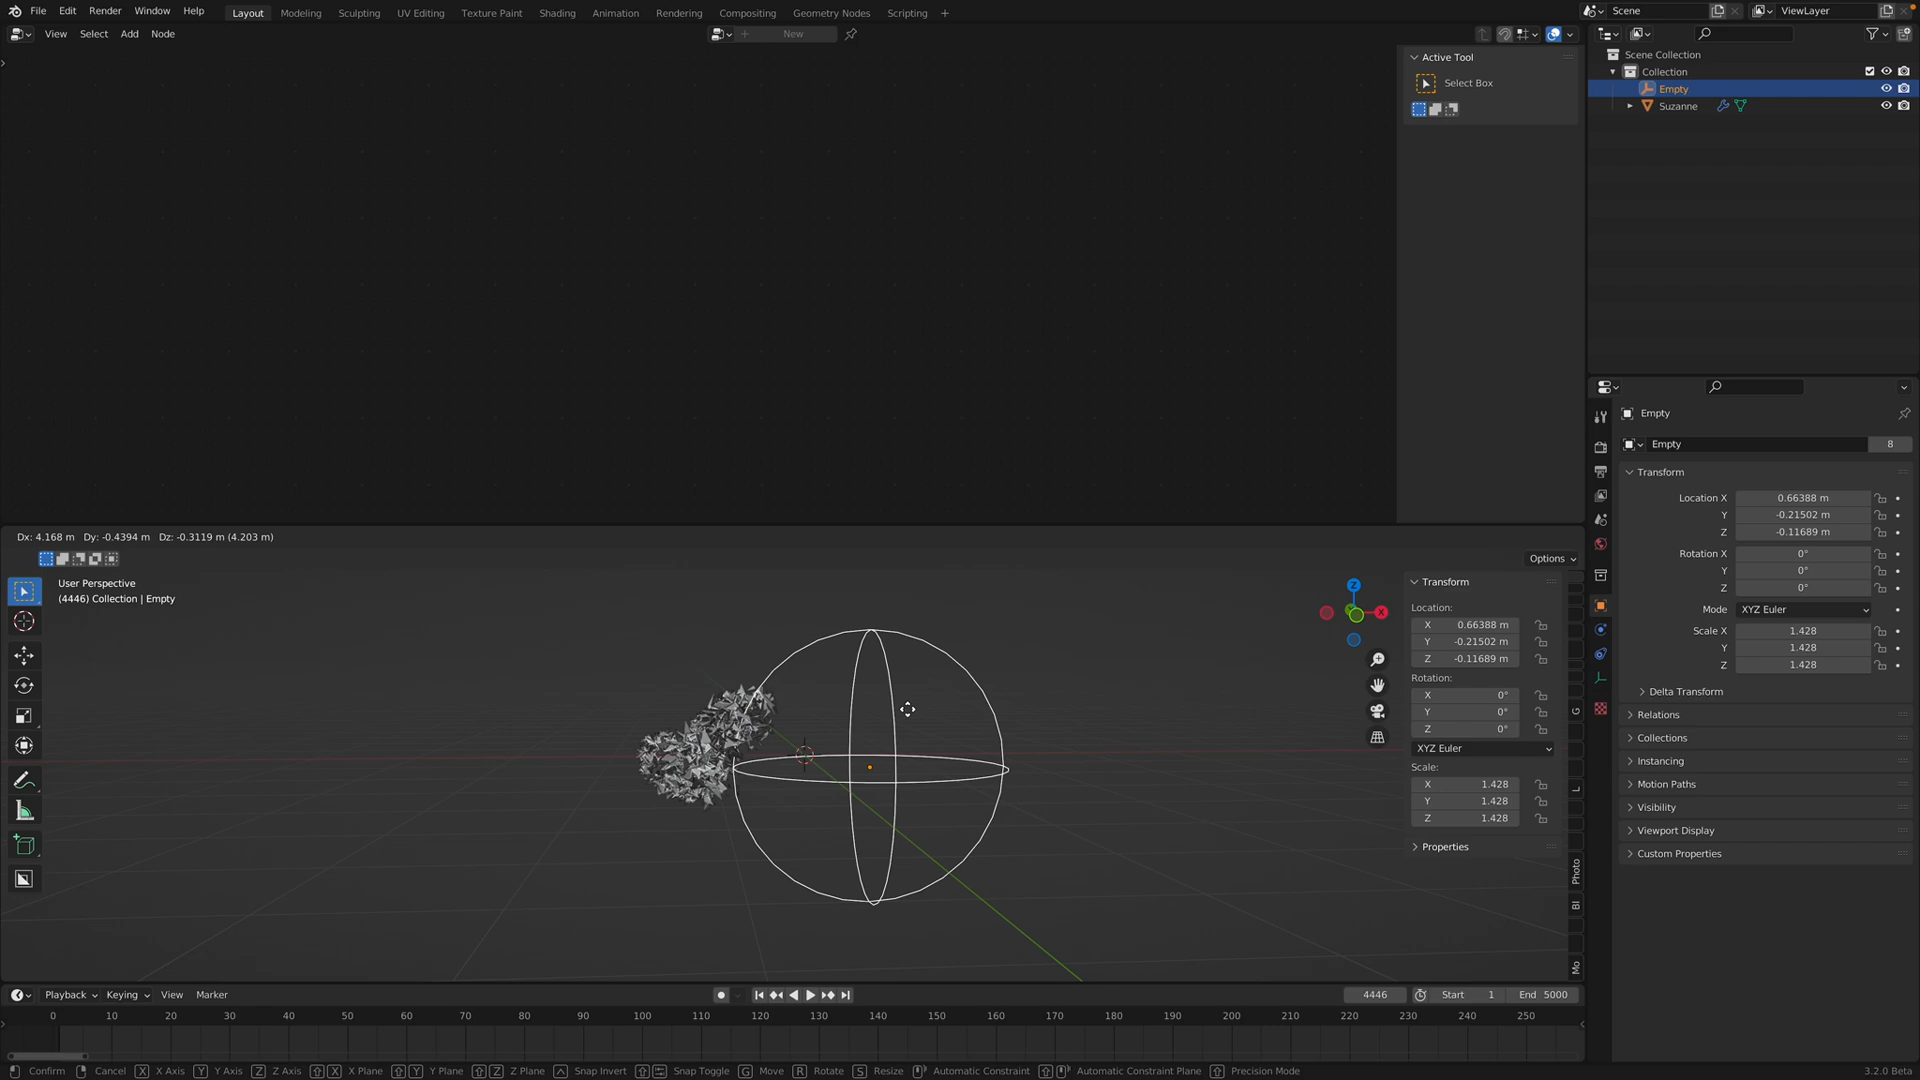 File Edit Render Window Help Layout Modeling Sculpting UV Editing Texture Paint Shading Animation Rendering Compositing Geometry Nodes Scripting + Scene ViewLayer
View Select Add Node New
Active Tool
Select Box
Scene Collection
Collection
Empty
Suzanne
Empty
Empty 8
Transform
Location X 0.66388 m
Y -0.21502 m
Z -0.11689 m
Rotation X 0°
Y 0°
Z 0°
Mode XYZ Euler
Scale X 1.428
Y 1.428
Z 1.428
Delta Transform
Relations
Collections
Instancing
Motion Paths
Visibility
Viewport Display
Custom Properties
Dx: 4.168 m Dy: -0.4394 m Dz: -0.3119 m (4.203 m)
Options
User Perspective
(4446) Collection | Empty
Z
X
Transform
Location:
X 0.66388 m
Y -0.21502 m
Z -0.11689 m
Rotation:
X 0°
Y 0°
Z 0°
XYZ Euler
Scale:
X 1.428
Y 1.428
Z 1.428
Properties
G
L
Photo
Bl
Mo
Playback Keying View Marker 4446 Start 1 End 5000
0 10 20 30 40 50 60 70 80 90 100 110 120 130 140 150 160 170 180 190 200 210 220 230 240 250
Confirm Cancel X X Axis Y Y Axis Z Z Axis X X Plane Y Y Plane Z Z Plane Snap Invert Snap Toggle G Move R Rotate S Resize Automatic Constraint Automatic Constraint Plane Precision Mode 3.2.0 Beta